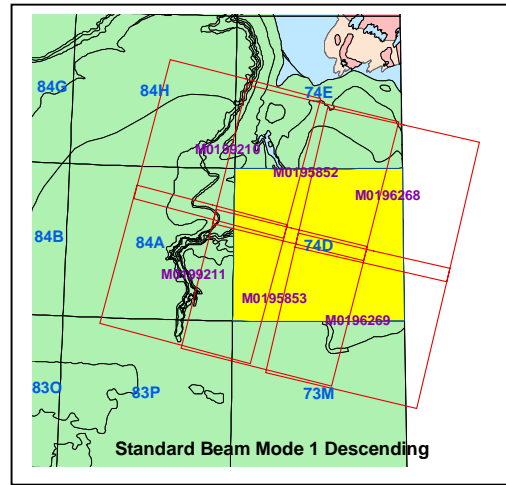 84G
84H
74E
M0199210
M0195852
M0196268
84B
84A
74D
M0199211
M0195853
M0196269
83O
83P
73M
Standard Beam Mode 1 Descending